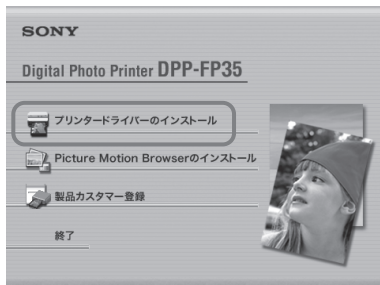 SONY
Digital Photo Printer DPP-FP35
プリンタードライバーのインストール
Picture Motion Browserのインストール
製品カスタマー登録
終了